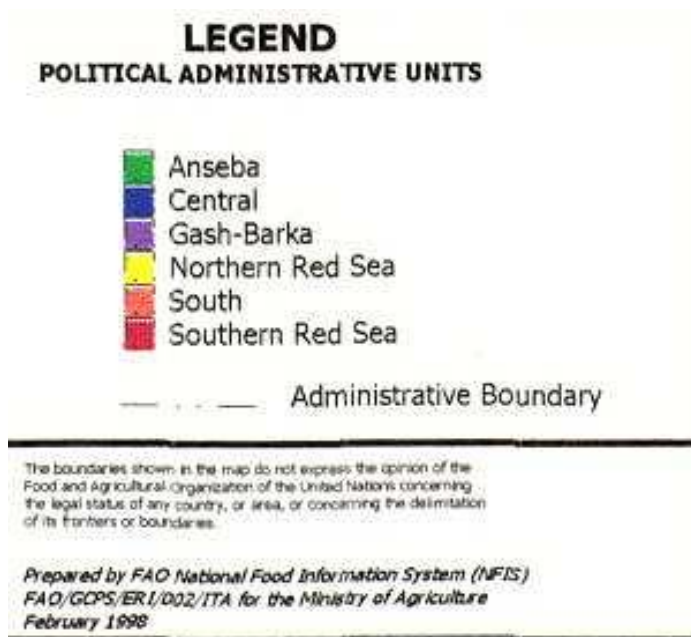 LEGEND
POLITICAL ADMINISTRATIVE UNITS
Anseba
Central
Gash-Barka
Northern Red Sea
South
Southern Red Sea
Administrative Boundary
The boundaries shown in the map do not express the opinion of the
Food and Agricultural Organization of the United Nations concerning
the legal status of any country, or area, or concerning the delimitation
of its frontiers or boundaries.
Prepared by FAO National Food Information System (NFIS)
FAO/GCPS/ERI/002/ITA for the Ministry of Agriculture
February 1998